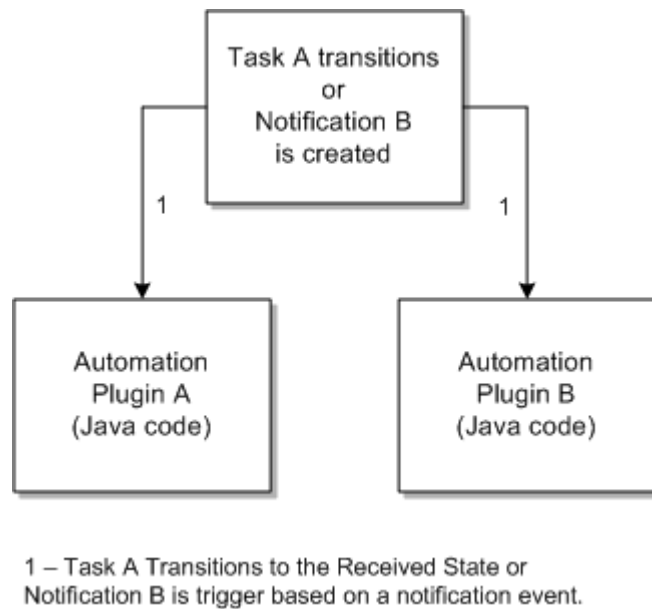 Task A transitions
or
Notification B
is created
1
1
Automation
Plugin A
(Java code)
Automation
Plugin B
(Java code)
1 – Task A Transitions to the Received State or
Notification B is trigger based on a notification event.